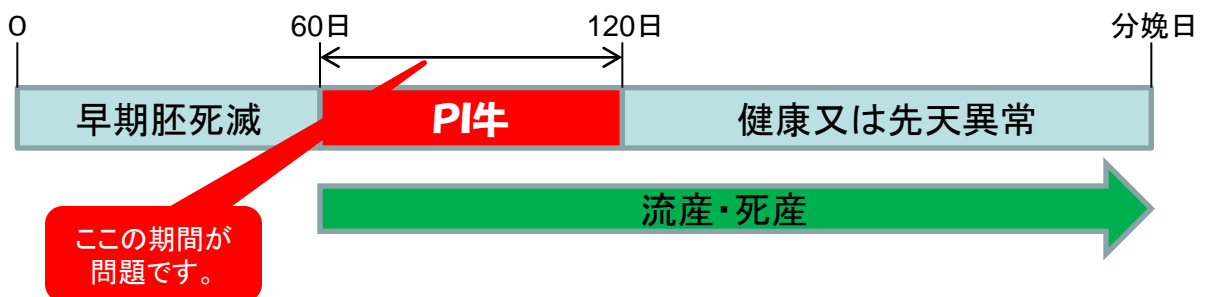 0 60日 120日 分娩日
早期胚死滅 PI牛 健康又は先天異常
流産・死産
ここの期間が
問題です。